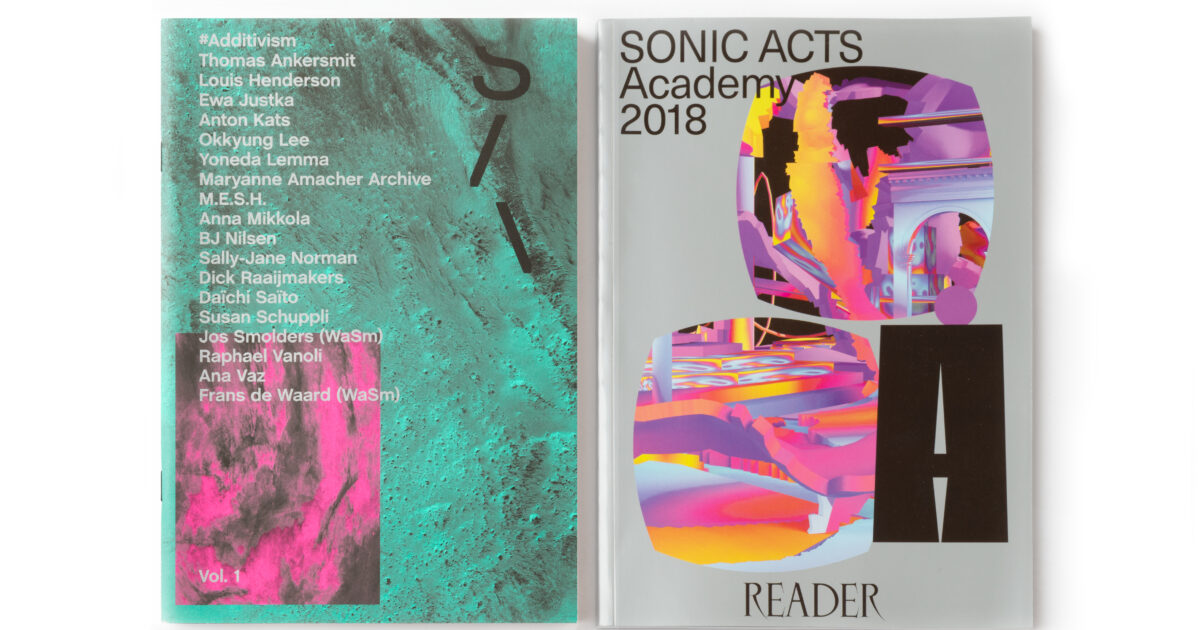 #Additivism
Thomas Ankersmit
Louis Henderson
Ewa Justka
Anton Kats
Okkyung Lee
Yoneda Lemma
Maryanne Amacher Archive
M.E.S.H.
Anna Mikkola
BJ Nilsen
Sally-Jane Norman
Dick Raaijmakers
Daïchi Saïto
Susan Schuppli
Jos Smolders (WaSm)
Raphael Vanoli
Ana Vaz
Frans de Waard (WaSm)
Vol. 1
S/\
SONIC ACTS
Academy
2018
A
READER